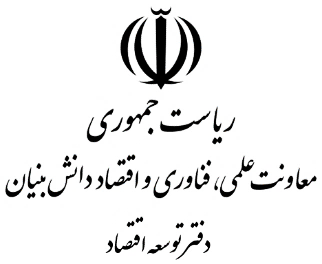 ریاست جمهوری
معاونت علمی، فناوری و اقتصاد دانش بنیان
دفتر توسعه اقتصاد